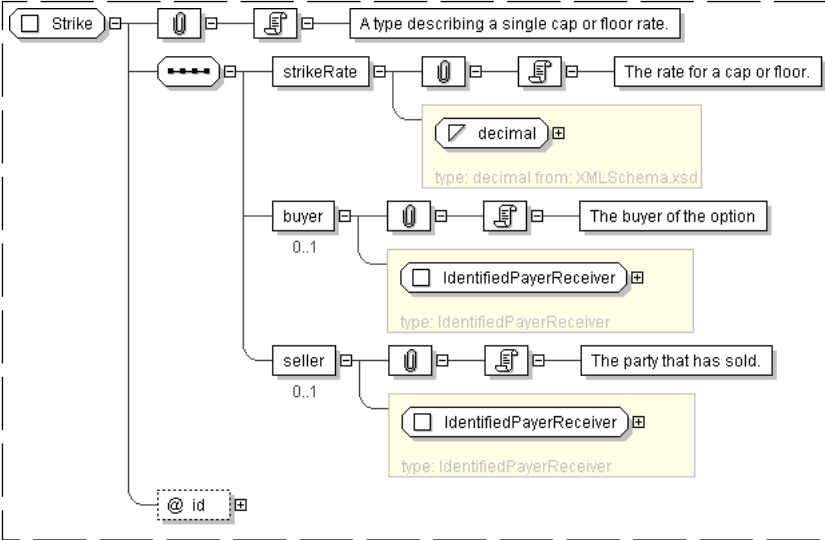 Strike
A type describing a single cap or floor rate.
strikeRate
The rate for a cap or floor.
decimal
type: decimal from: XMLSchema.xsd
buyer
The buyer of the option
0..1
IdentifiedPayerReceiver
type: IdentifiedPayerReceiver
seller
The party that has sold.
0..1
IdentifiedPayerReceiver
type: IdentifiedPayerReceiver
@ id